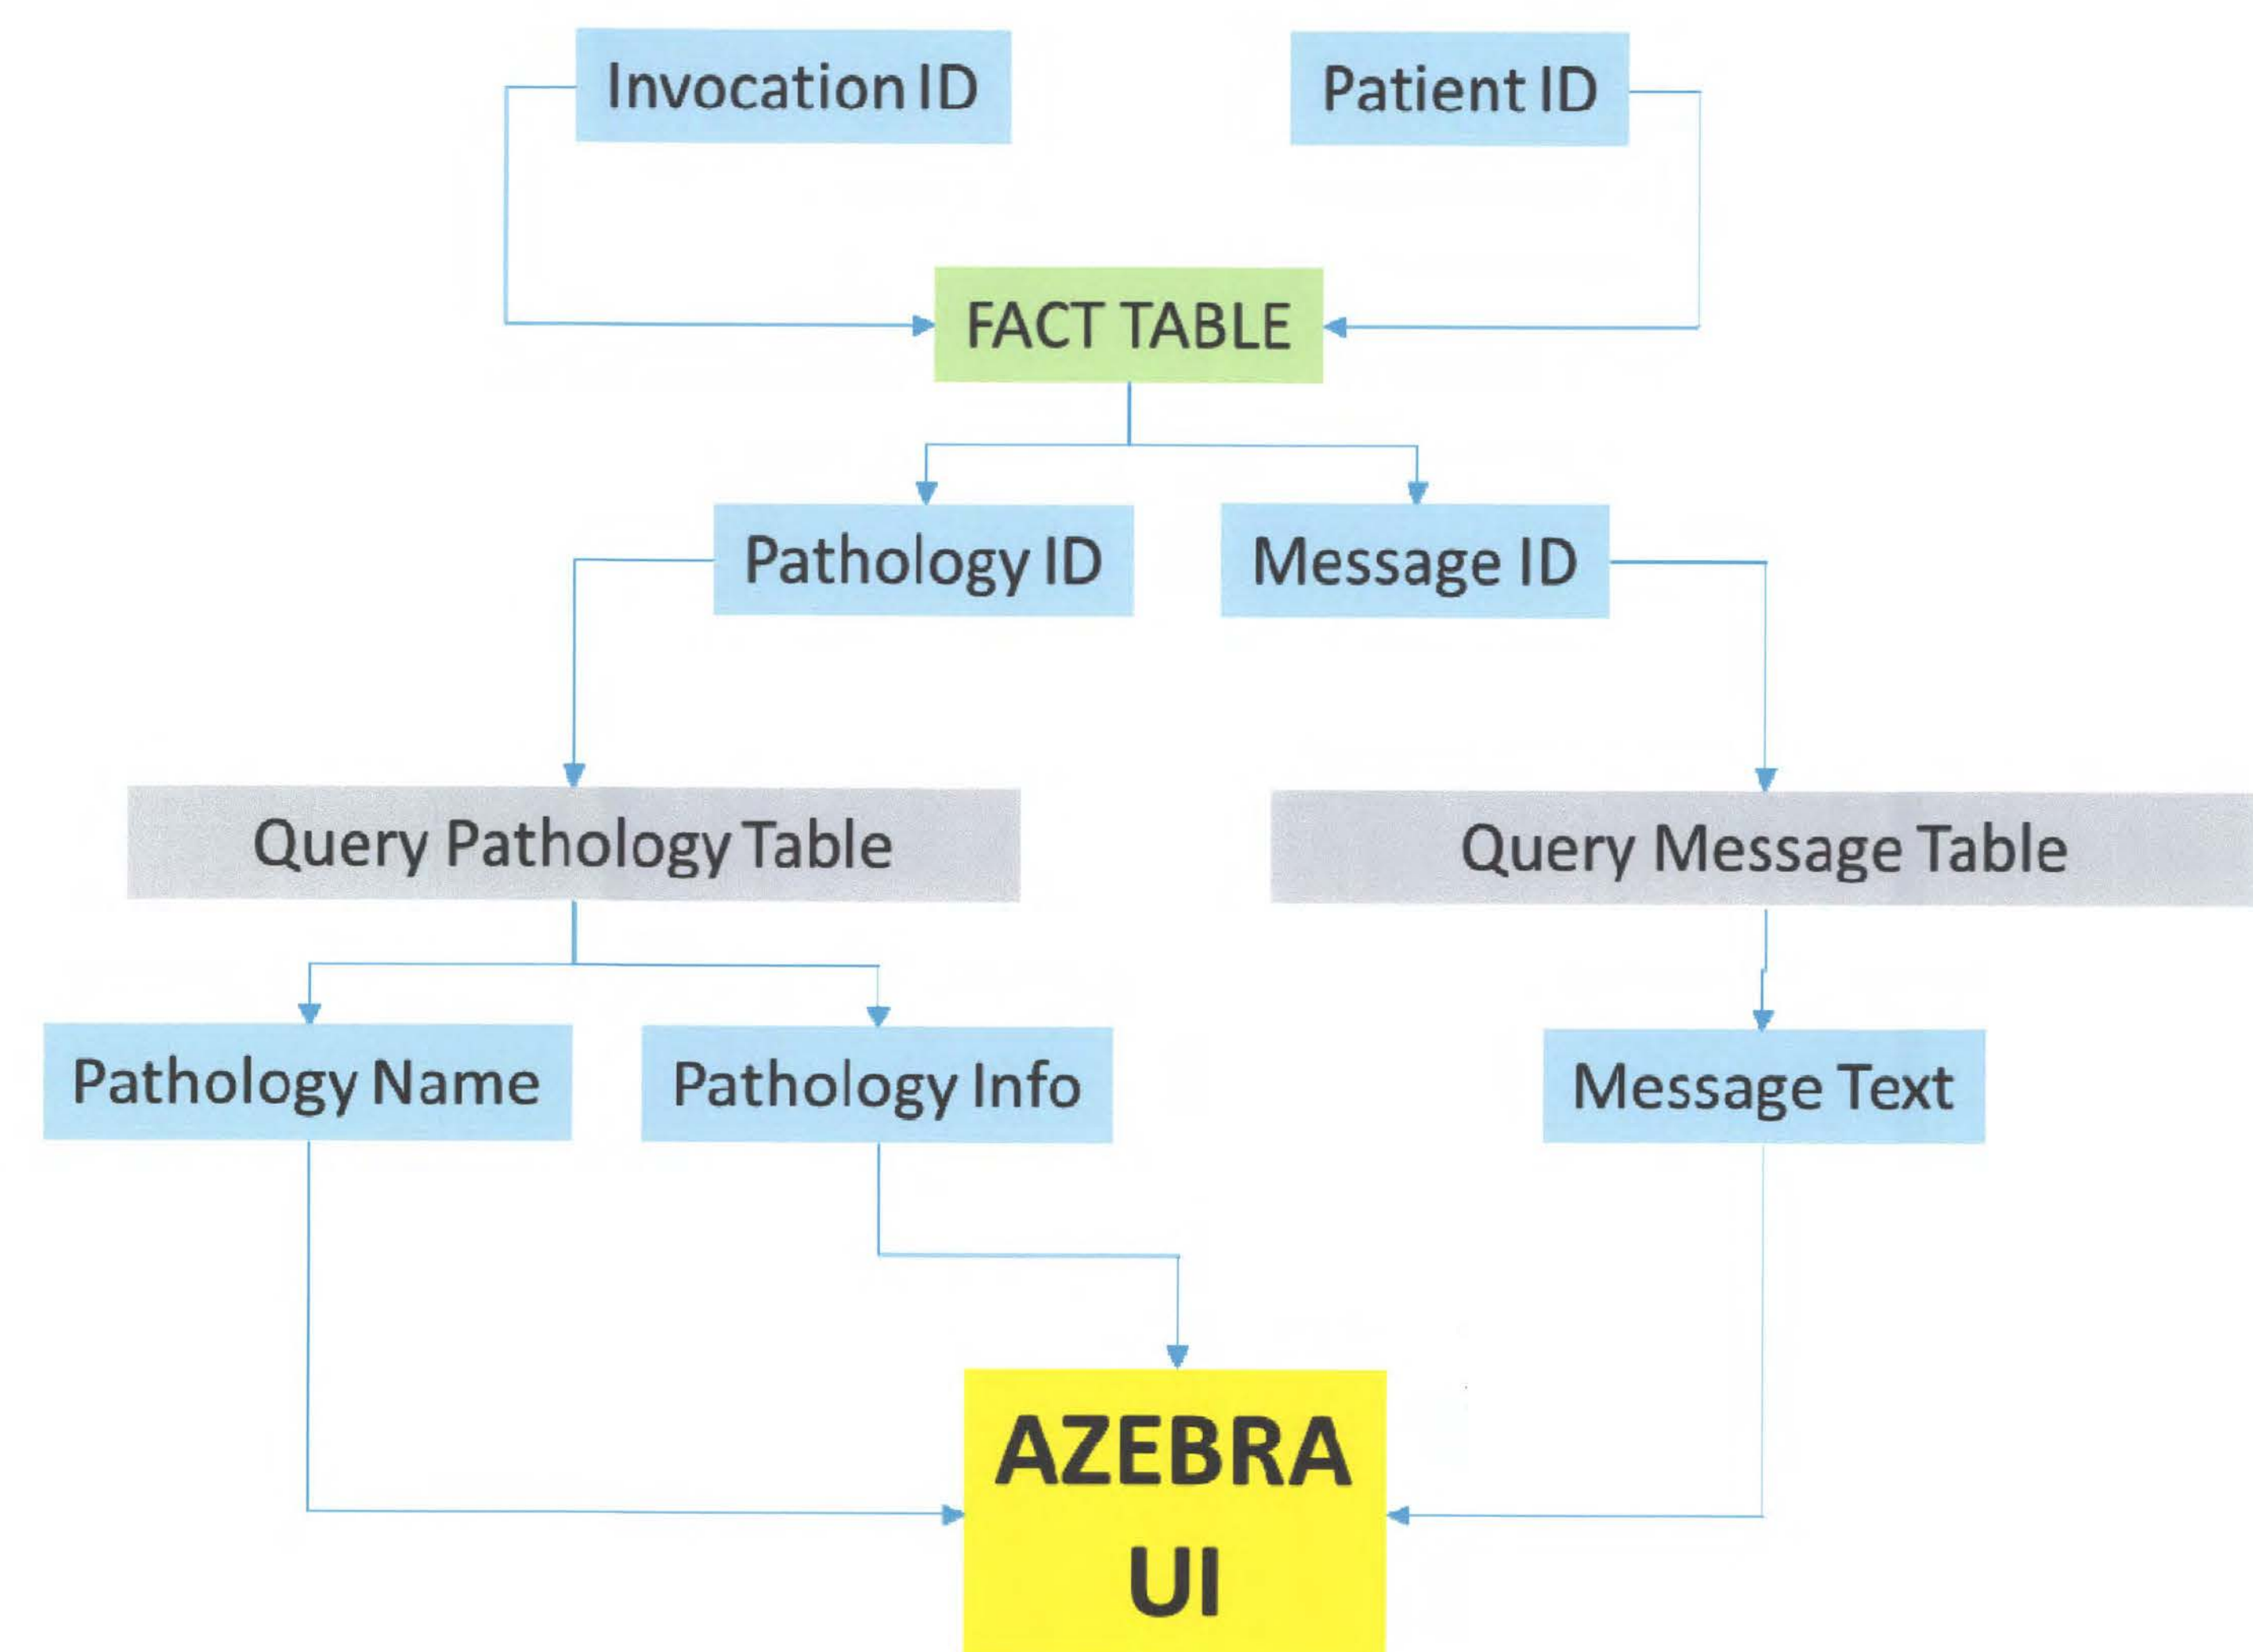 Invocation ID
Patient ID
FACT TABLE
Pathology ID
Message ID
Query Pathology Table
Query Message Table
Pathology Name
Pathology Info
Message Text
AZEBRA
UI